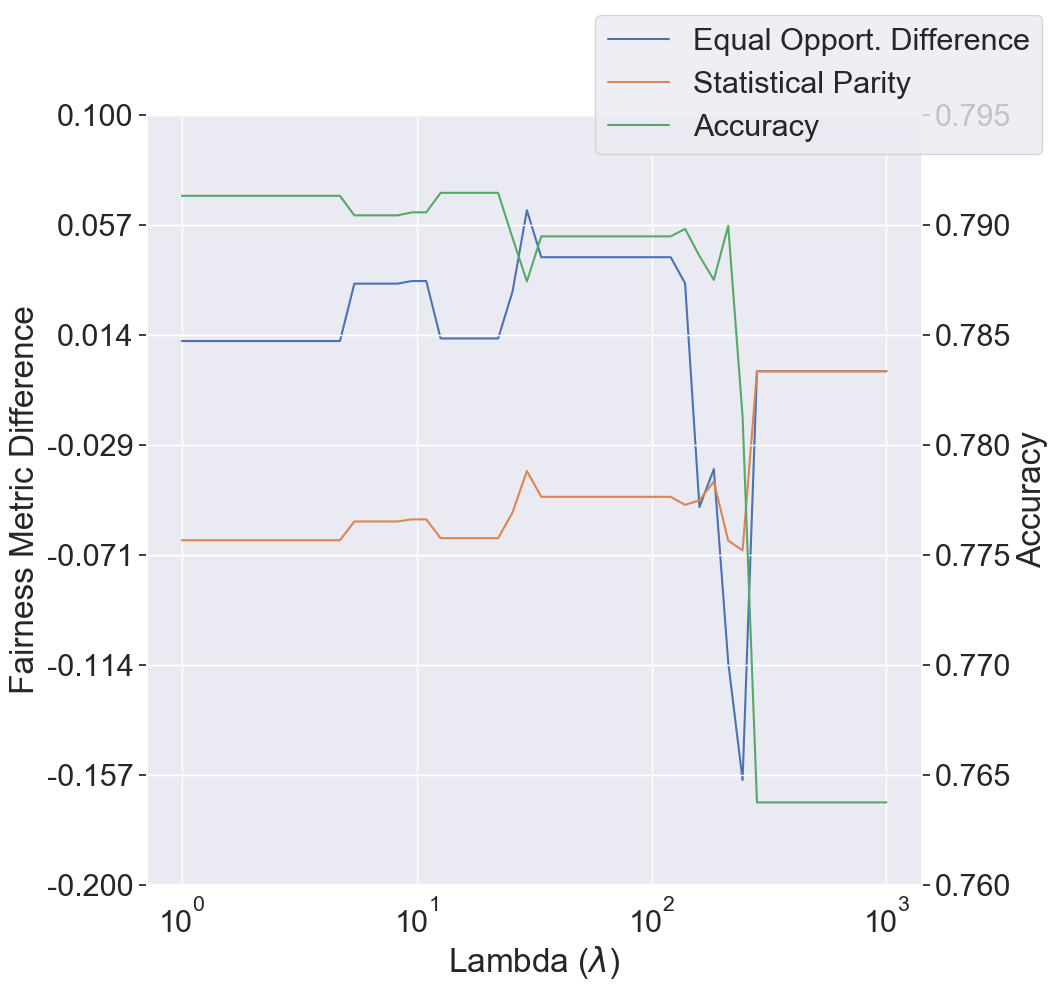 Equal Opport. Difference
Statistical Parity
Accuracy
0.100
0.057
0.014
-0.029
-0.071
-0.114
-0.157
-0.200
Fairness Metric Difference
0.795
0.790
0.785
0.780
0.775
0.770
0.765
0.760
Accuracy
10^0 10^1 10^2 10^3
Lambda (λ)